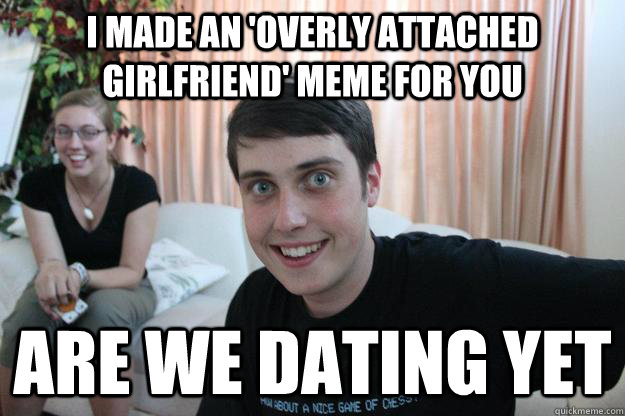 I MADE AN 'OVERLY ATTACHED
GIRLFRIEND' MEME FOR YOU
ARE WE DATING YET
HOW ABOUT A NICE GAME OF CHESS?
quickmeme.com